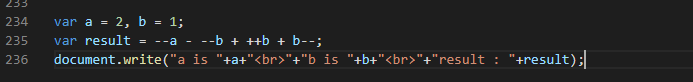 233
234 var a = 2, b = 1;
235 var result = --a - --b + ++b + b--;
236 document.write("a is "+a+"<br>"+"b is "+b+"<br>"+"result : "+result);